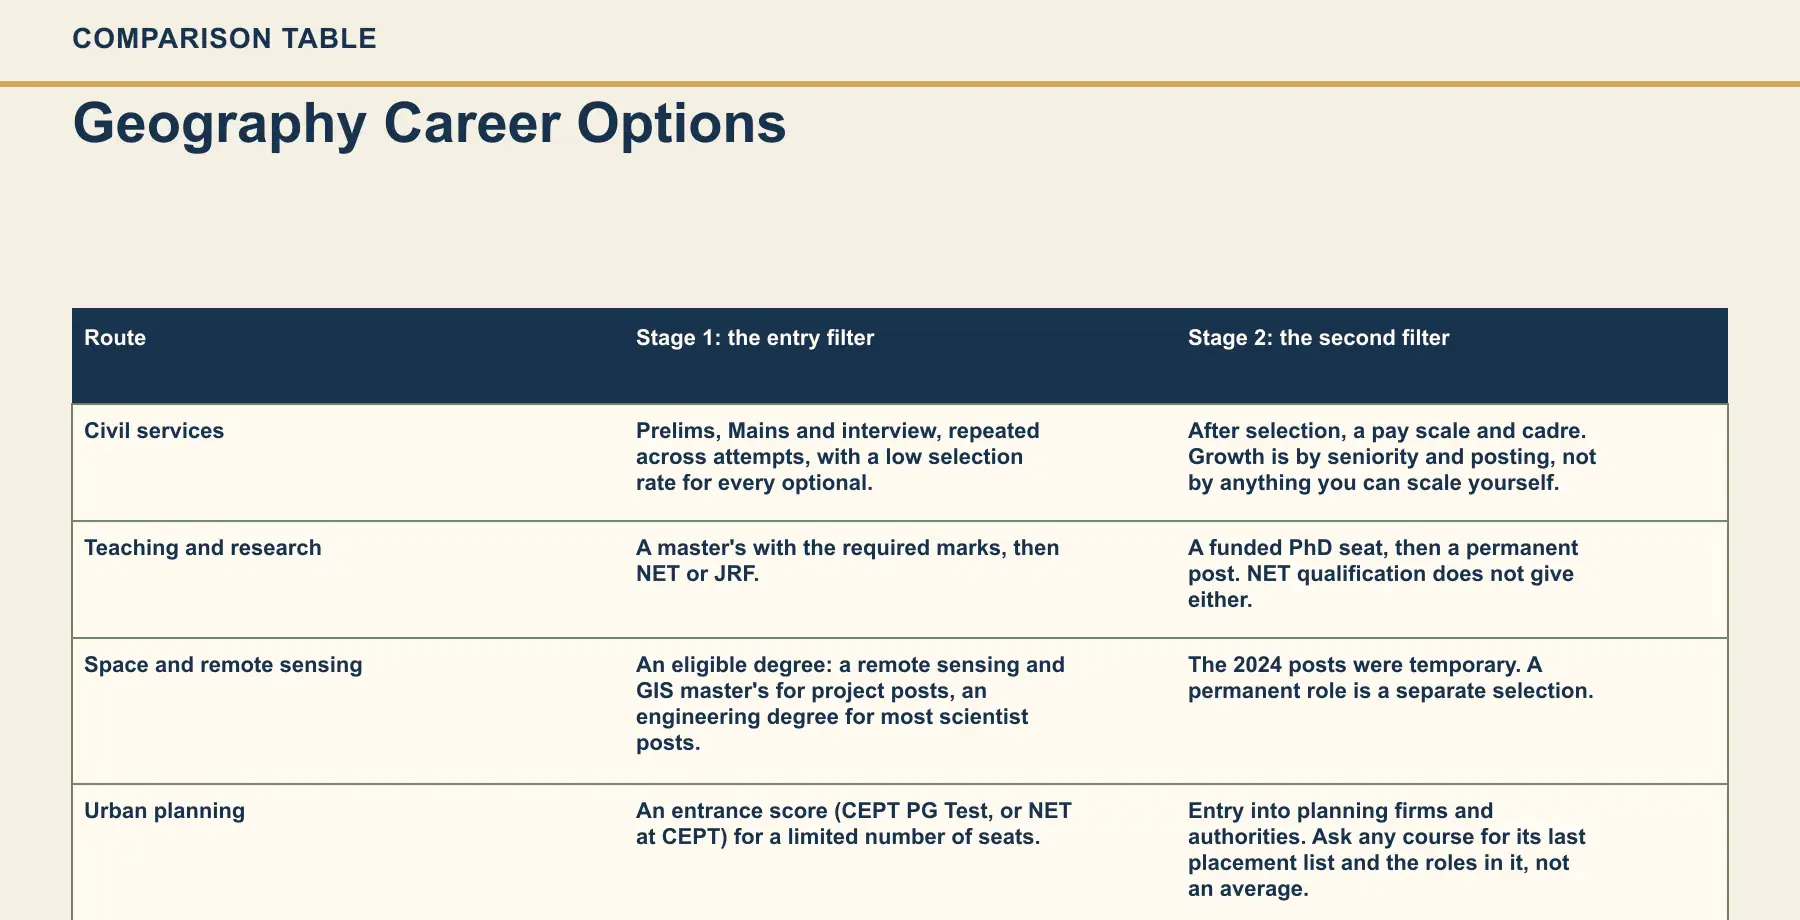 COMPARISON TABLE
Geography Career Options
Route
Stage 1: the entry filter
Stage 2: the second filter
Civil services
Prelims, Mains and interview, repeated
across attempts, with a low selection
rate for every optional.
After selection, a pay scale and cadre.
Growth is by seniority and posting, not
by anything you can scale yourself.
Teaching and research
A master's with the required marks, then
NET or JRF.
A funded PhD seat, then a permanent
post. NET qualification does not give
either.
Space and remote sensing
An eligible degree: a remote sensing and
GIS master's for project posts, an
engineering degree for most scientist
posts.
The 2024 posts were temporary. A
permanent role is a separate selection.
Urban planning
An entrance score (CEPT PG Test, or NET
at CEPT) for a limited number of seats.
Entry into planning firms and
authorities. Ask any course for its last
placement list and the roles in it, not
an average.